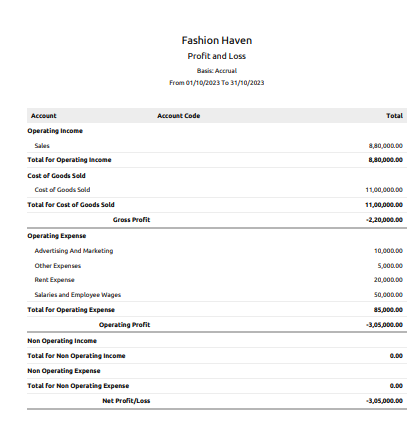 Fashion Haven
Profit and Loss
Basis: Accrual
From 01/10/2023 To 31/10/2023
Account Account Code Total
Operating Income
Sales 8,80,000.00
Total for Operating Income 8,80,000.00
Cost of Goods Sold
Cost of Goods Sold 11,00,000.00
Total for Cost of Goods Sold 11,00,000.00
Gross Profit -2,20,000.00
Operating Expense
Advertising And Marketing 10,000.00
Other Expenses 5,000.00
Rent Expense 20,000.00
Salaries and Employee Wages 50,000.00
Total for Operating Expense 85,000.00
Operating Profit -3,05,000.00
Non Operating Income
Total for Non Operating Income 0.00
Non Operating Expense
Total for Non Operating Expense 0.00
Net Profit/Loss -3,05,000.00